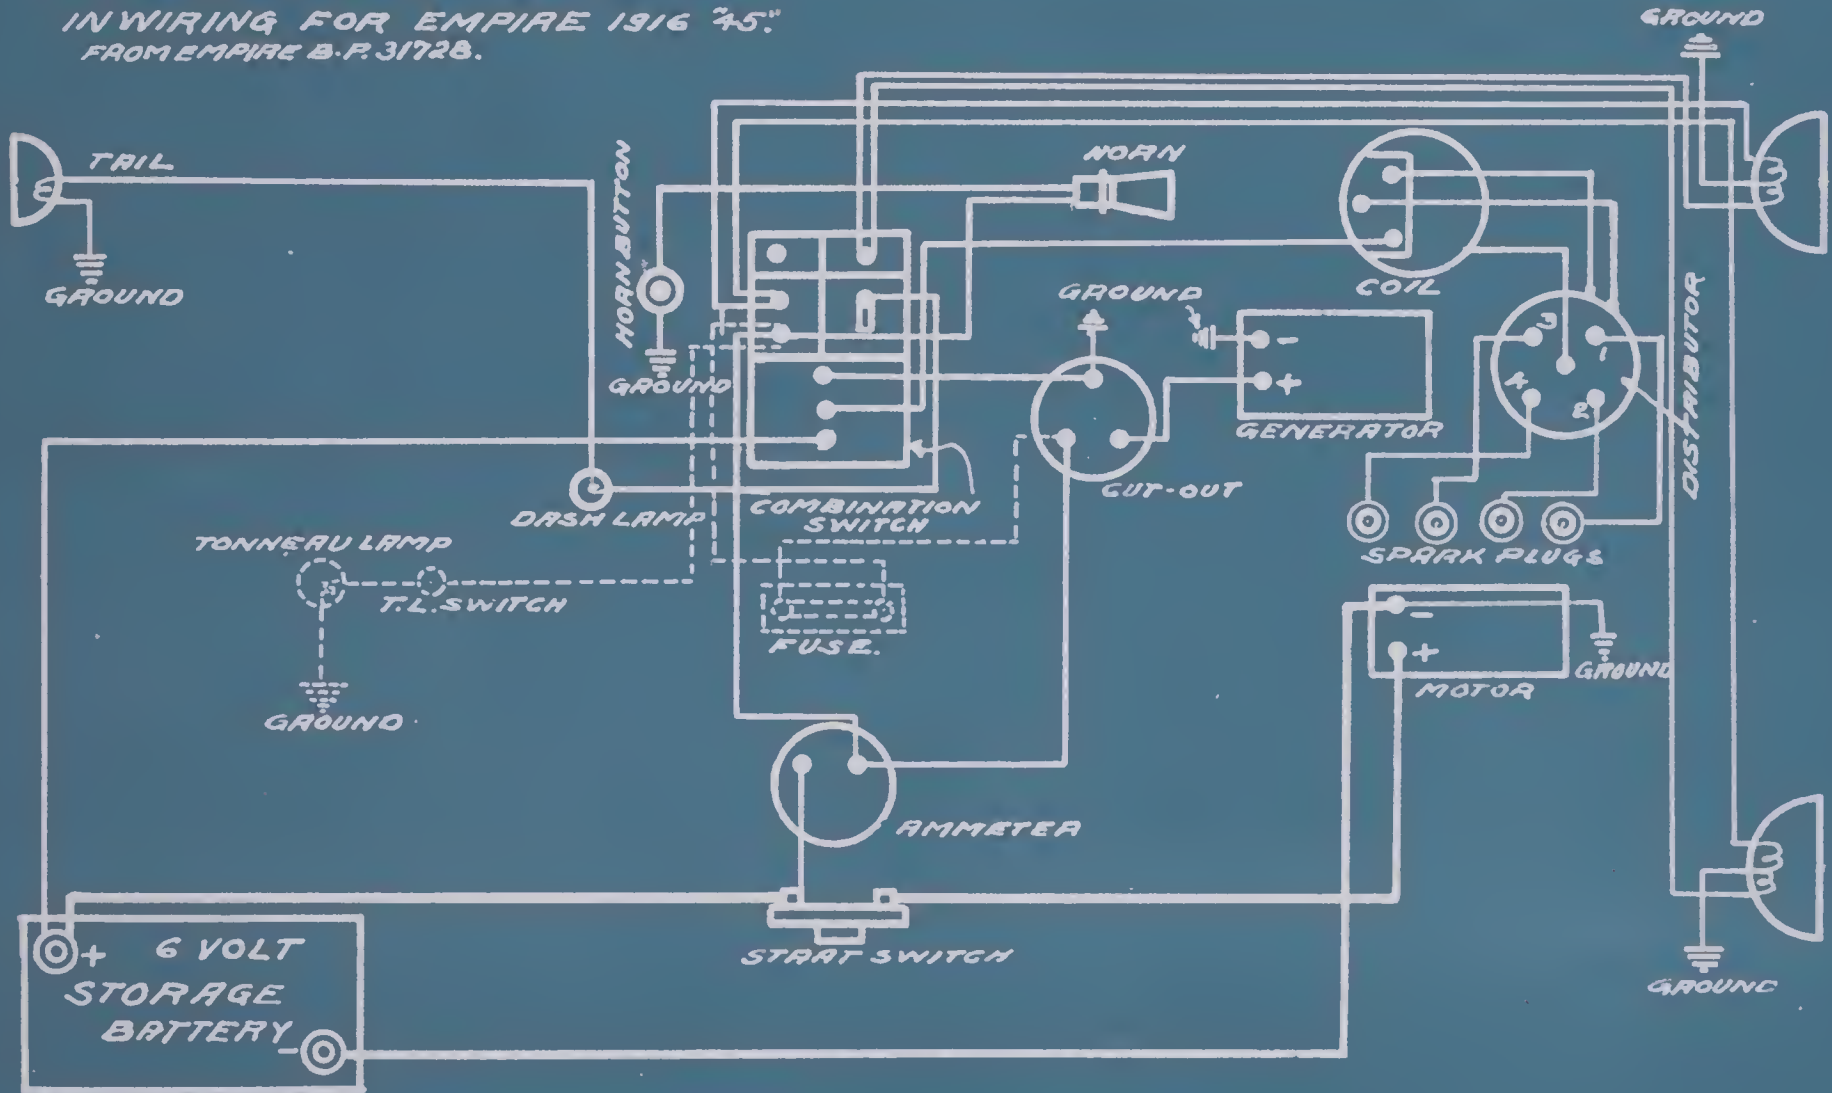 INWIRING FOR EMPIRE 1916 "45".
FROM EMPIRE B.P. 31728.
GROUND
TAIL
GROUND
HORN BUTTON
GROUND
HORN
COIL
GROUND
GENERATOR
- 
+
CUT-OUT
DISTRIBUTOR
3
1
4
2
SPARK PLUGS
DASH LAMP
COMBINATION
SWITCH
TONNEAU LAMP
T.L. SWITCH
GROUND
FUSE.
-
+
MOTOR
GROUND
AMMETER
START SWITCH
+ 6 VOLT
STORAGE
BATTERY
-
GROUND